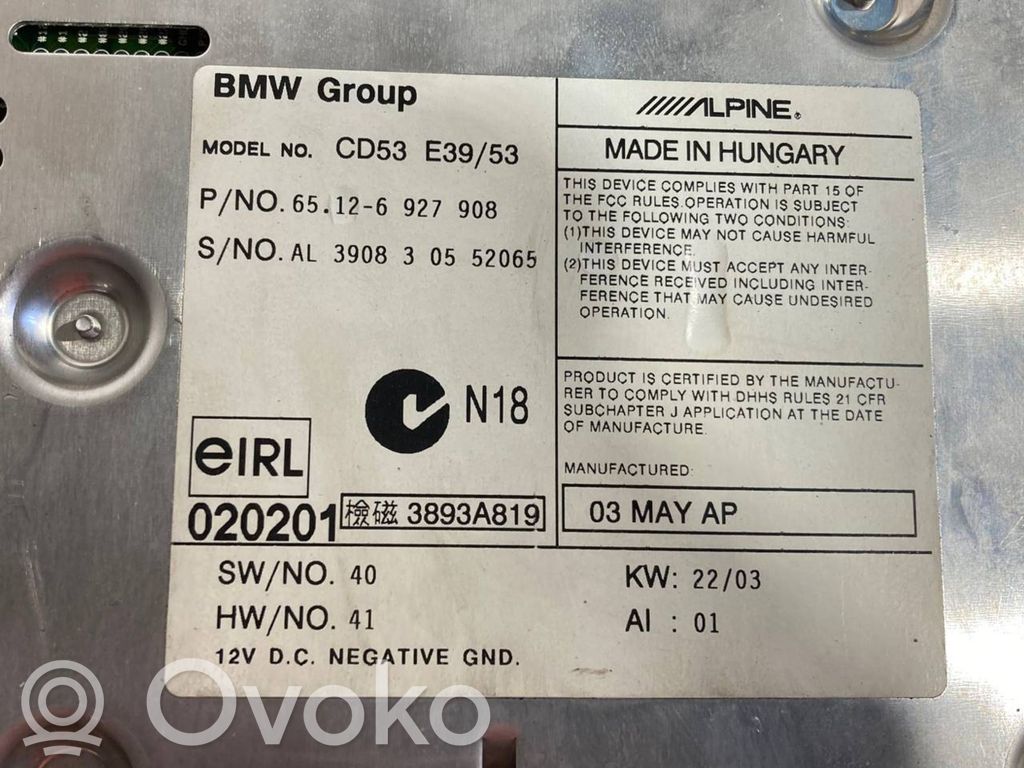 BMW Group
MODEL NO. CD53 E39/53
P/NO. 65.12-6 927 908
S/NO. AL 3908 3 05 52065
N18
eIRL
020201
檢磁 3893A819
ALPINE®
MADE IN HUNGARY
THIS DEVICE COMPLIES WITH PART 15 OF
THE FCC RULES. OPERATION IS SUBJECT
TO THE FOLLOWING TWO CONDITIONS:
(1)THIS DEVICE MAY NOT CAUSE HARMFUL
INTERFERENCE.
(2)THIS DEVICE MUST ACCEPT ANY INTER-
FERENCE RECEIVED INCLUDING INTER-
FERENCE THAT MAY CAUSE UNDESIRED
OPERATION.
PRODUCT IS CERTIFIED BY THE MANUFACTU-
RER TO COMPLY WITH DHHS RULES 21 CFR
SUBCHAPTER J APPLICATION AT THE DATE
OF MANUFACTURE.
MANUFACTURED:
03 MAY AP
SW/NO. 40
HW/NO. 41
12V D.C. NEGATIVE GND.
KW: 22/03
AI : 01
Ovoko